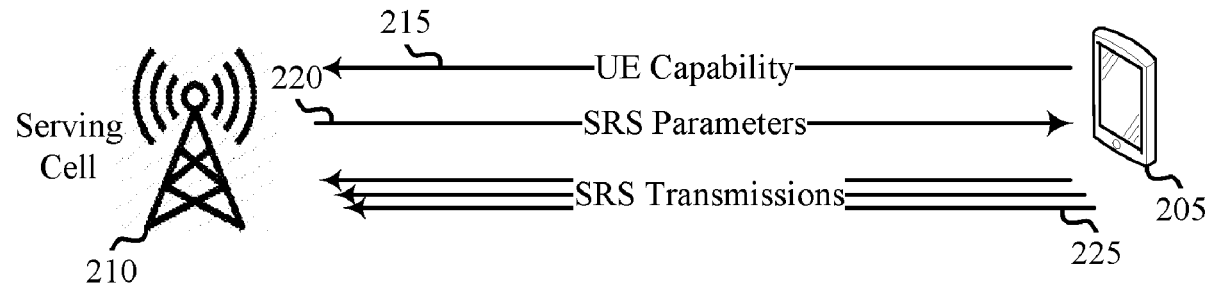 215
UE Capability
220
SRS Parameters
Serving
Cell
SRS Transmissions
205
225
210